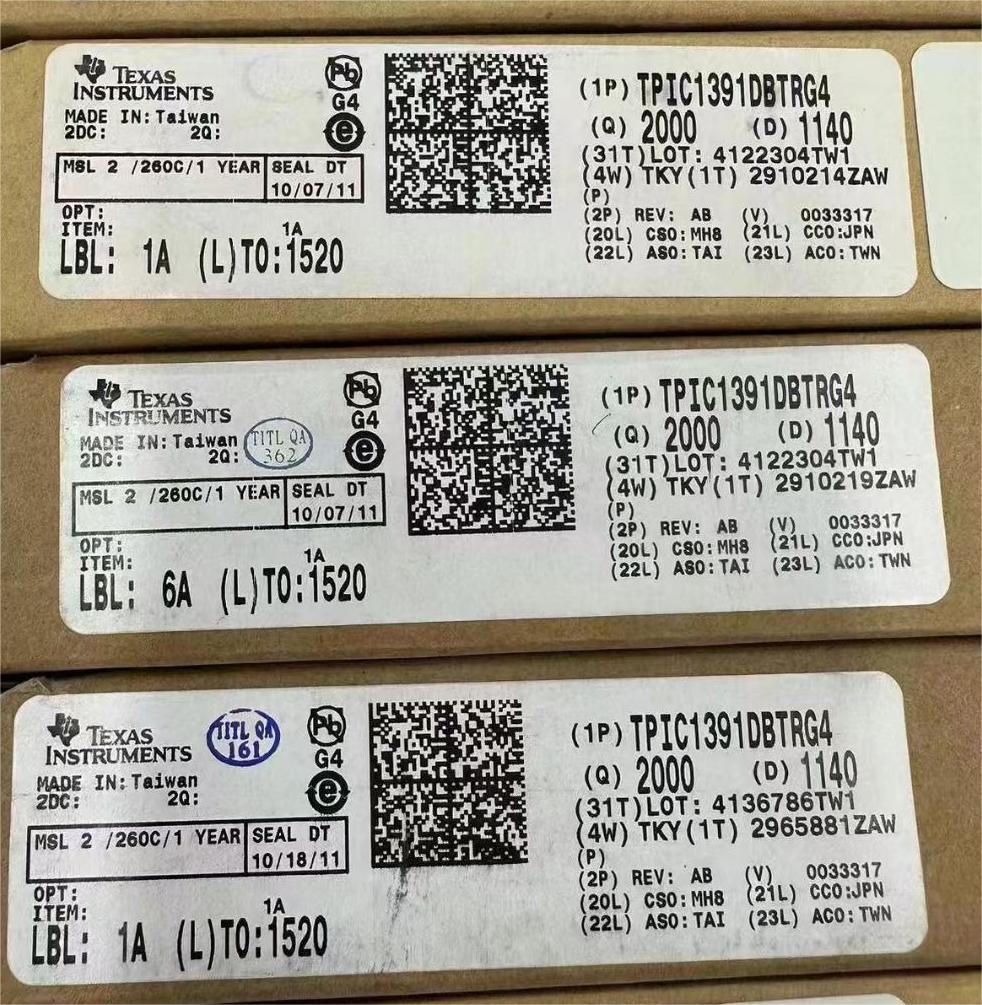 TEXAS
INSTRUMENTS
MADE IN: Taiwan
2DC: 2Q:
MSL 2 /260C/1 YEAR
SEAL DT
10/07/11
OPT:
ITEM:
1A
LBL: 1A (L)TO:1520
Pb
G4
e
(1P) TPIC1391DBTRG4
(Q) 2000 (D) 1140
(31T)LOT: 4122304TW1
(4W) TKY(1T) 2910214ZAW
(P)
(2P) REV: AB (V) 0033317
(20L) CSO:MH8 (21L) CCO:JPN
(22L) ASO:TAI (23L) ACO:TWN
TEXAS
INSTRUMENTS
MADE IN: Taiwan
2DC: 2Q:
TITL QA
362
MSL 2 /260C/1 YEAR
SEAL DT
10/07/11
OPT:
ITEM:
1A
LBL: 6A (L)TO:1520
Pb
G4
e
(1P) TPIC1391DBTRG4
(Q) 2000 (D) 1140
(31T)LOT: 4122304TW1
(4W) TKY(1T) 2910219ZAW
(P)
(2P) REV: AB (V) 0033317
(20L) CSO:MH8 (21L) CCO:JPN
(22L) ASO:TAI (23L) ACO:TWN
TEXAS
INSTRUMENTS
TITL QA
161
MADE IN: Taiwan
2DC: 2Q:
MSL 2 /260C/1 YEAR
SEAL DT
10/18/11
OPT:
ITEM:
1A
LBL: 1A (L)TO:1520
Pb
G4
e
(1P) TPIC1391DBTRG4
(Q) 2000 (D) 1140
(31T)LOT: 4136786TW1
(4W) TKY(1T) 2965881ZAW
(P)
(2P) REV: AB (V) 0033317
(20L) CSO:MH8 (21L) CCO:JPN
(22L) ASO:TAI (23L) ACO:TWN